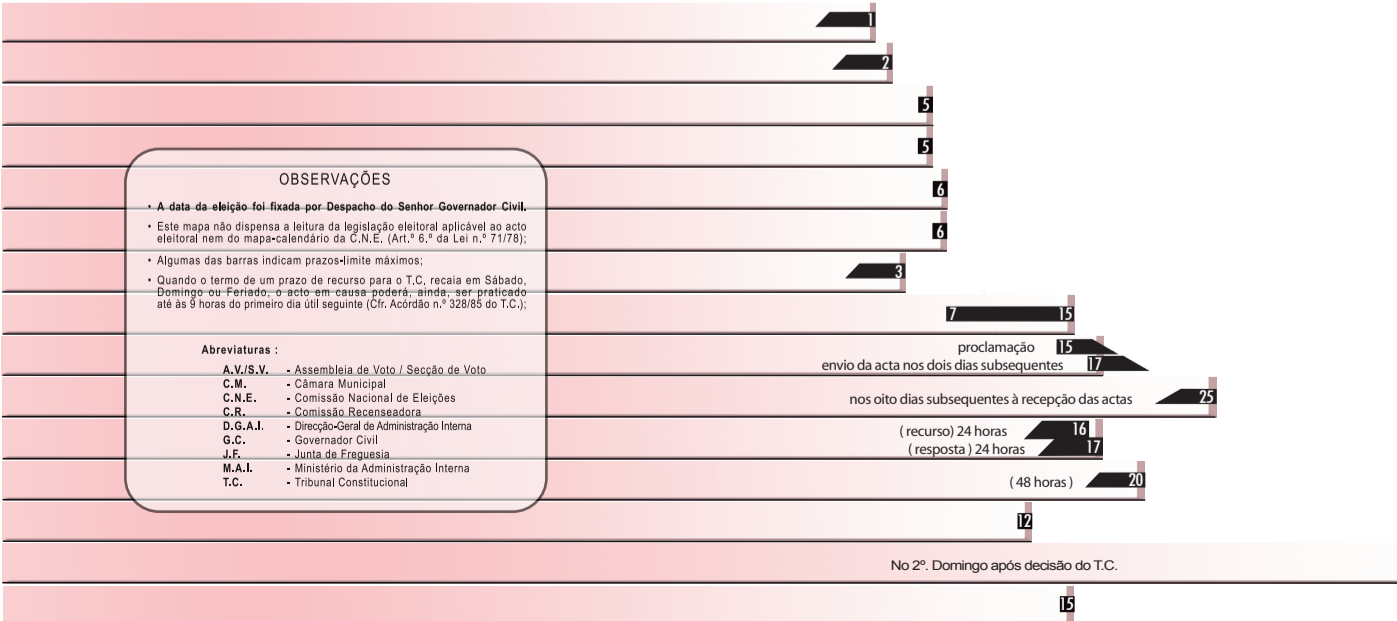 1
2
5
5
OBSERVAÇÕES
• A data da eleição foi fixada por Despacho do Senhor Governador Civil.
• Este mapa não dispensa a leitura da legislação eleitoral aplicável ao acto
eleitoral nem do mapa-calendário da C.N.E. (Art.º 6.º da Lei n.º 71/78);
• Algumas das barras indicam prazos-limite máximos;
• Quando o termo de um prazo de recurso para o T,C, recaia em Sábado,
Domingo ou Feriado, o acto em causa poderá, ainda, ser praticado
até às 9 horas do primeiro dia útil seguinte (Cfr. Acórdão n.º 328/85 do T.C.);
Abreviaturas :
A.V./S.V. - Assembleia de Voto / Secção de Voto
C.M. - Câmara Municipal
C.N.E. - Comissão Nacional de Eleições
C.R. - Comissão Recenseadora
D.G.A.I. - Direcção-Geral de Administração Interna
G.C. - Governador Civil
J.F. - Junta de Freguesia
M.A.I. - Ministério da Administração Interna
T.C. - Tribunal Constitucional
6
6
3
7 15
proclamação 15
envio da acta nos dois dias subsequentes 17
nos oito dias subsequentes à recepção das actas 25
( recurso) 24 horas 16
( resposta ) 24 horas 17
( 48 horas ) 20
12
No 2º. Domingo após decisão do T.C.
15